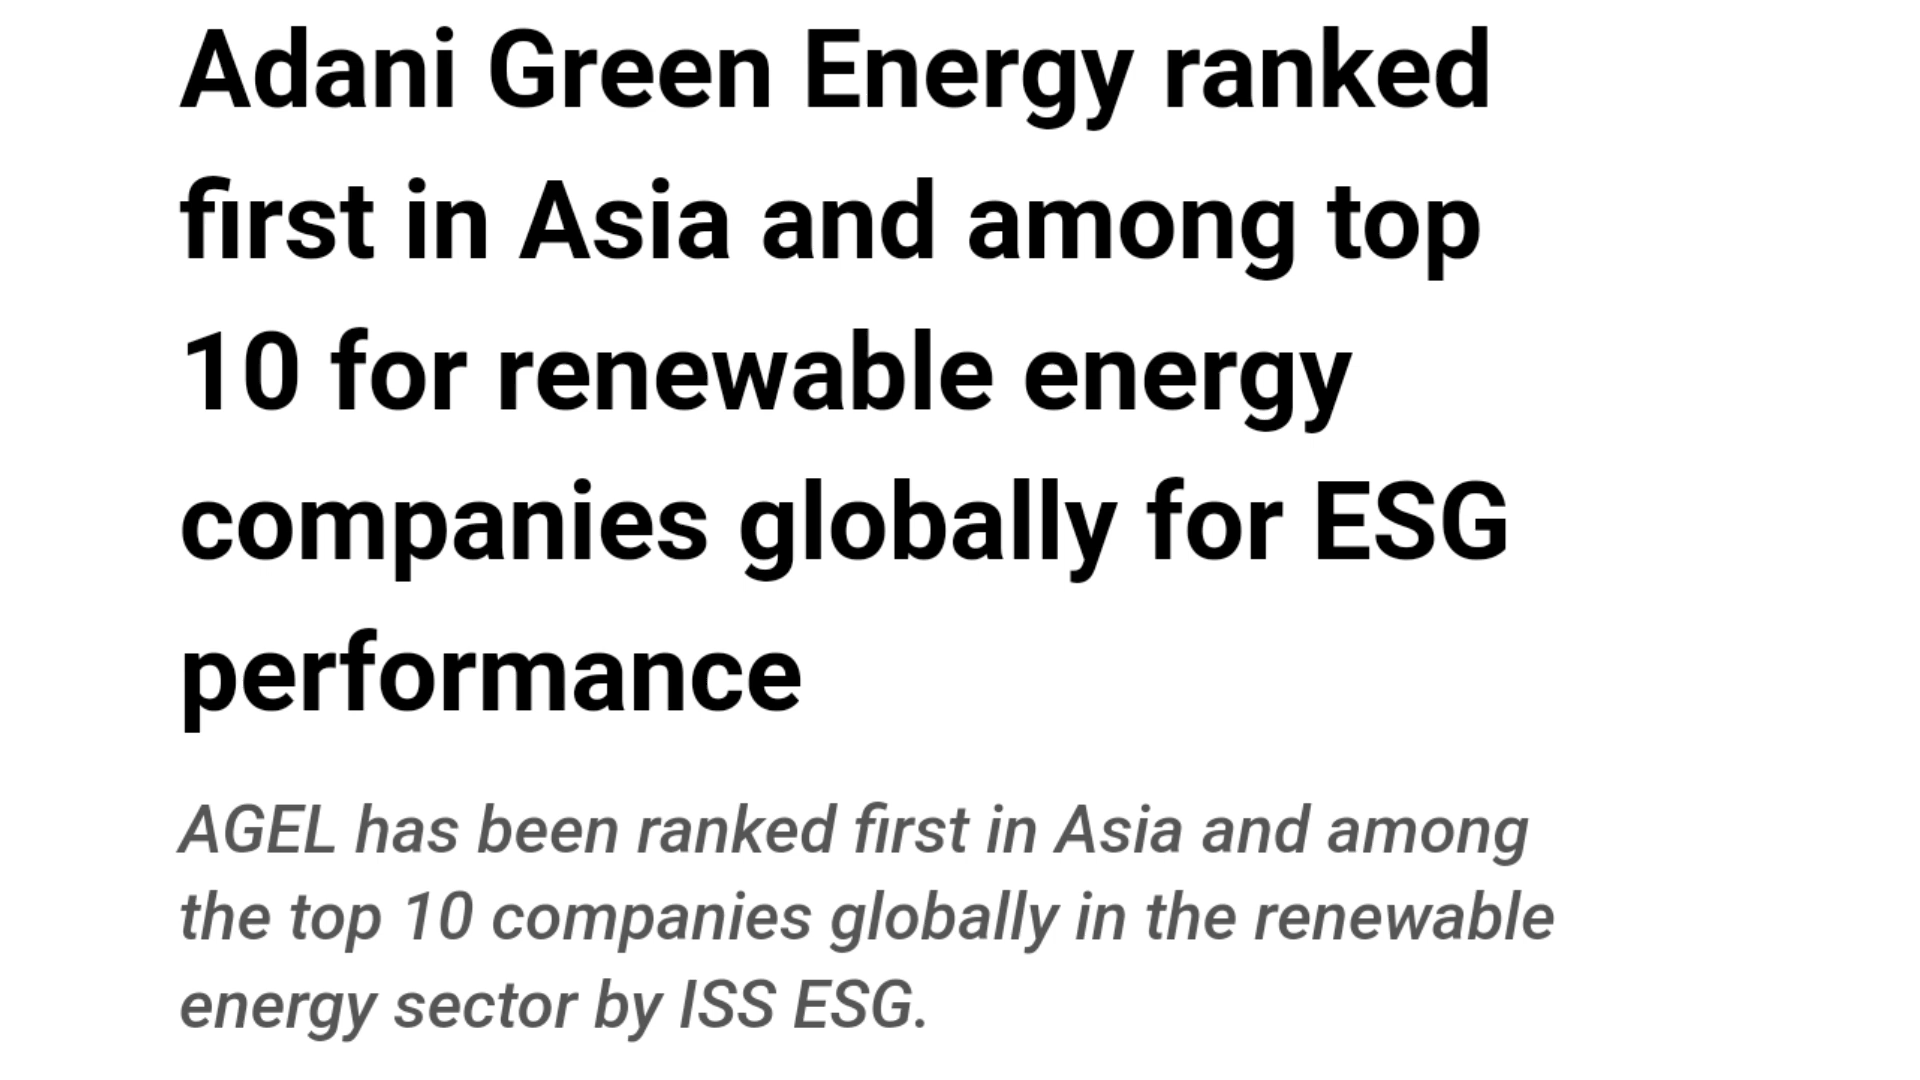 Adani Green Energy ranked
first in Asia and among top
10 for renewable energy
companies globally for ESG
performance
AGEL has been ranked first in Asia and among
the top 10 companies globally in the renewable
energy sector by ISS ESG.